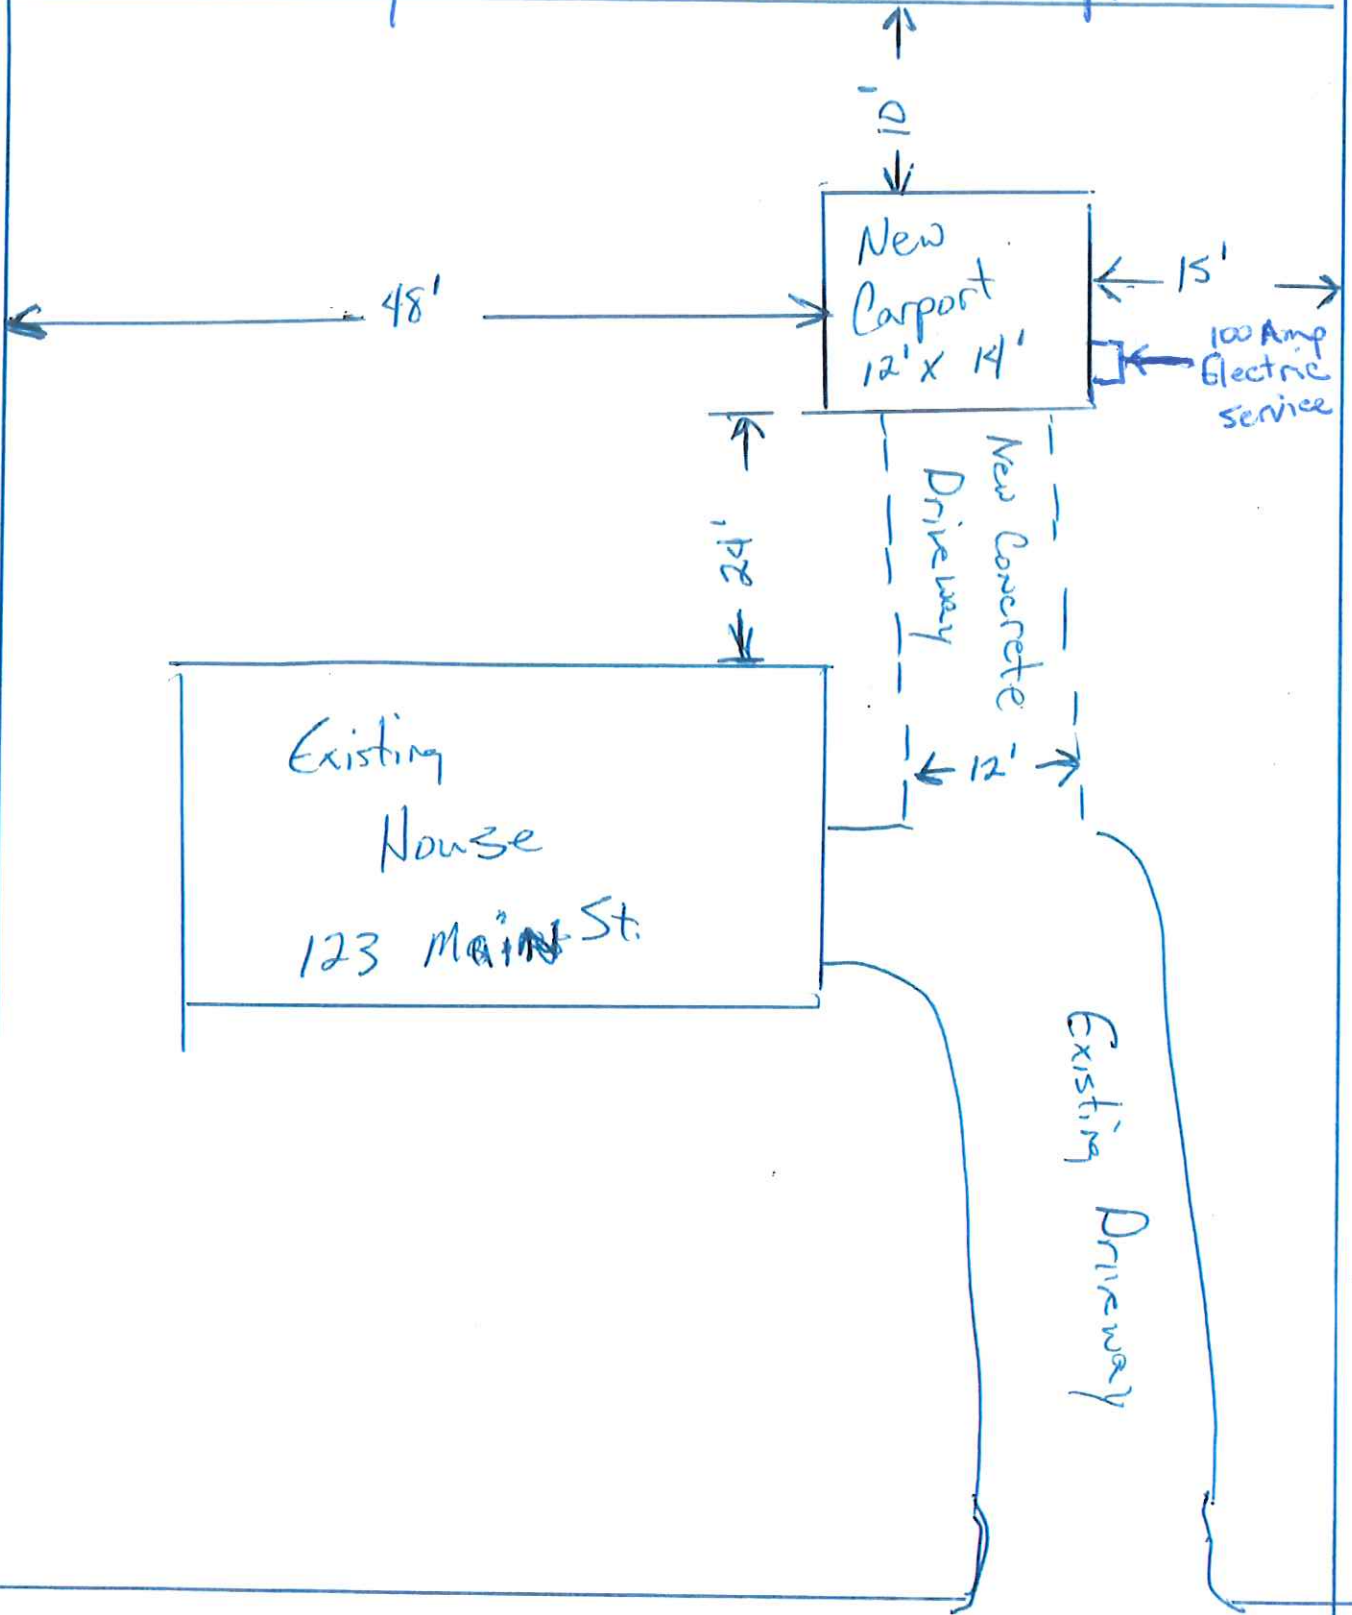 10'
New
Carport
12' x 14'
48'
15'
100 Amp
Electric
service
24'
New Concrete
Driveway
12'
Existing
House
123 Main St.
Existing Driveway